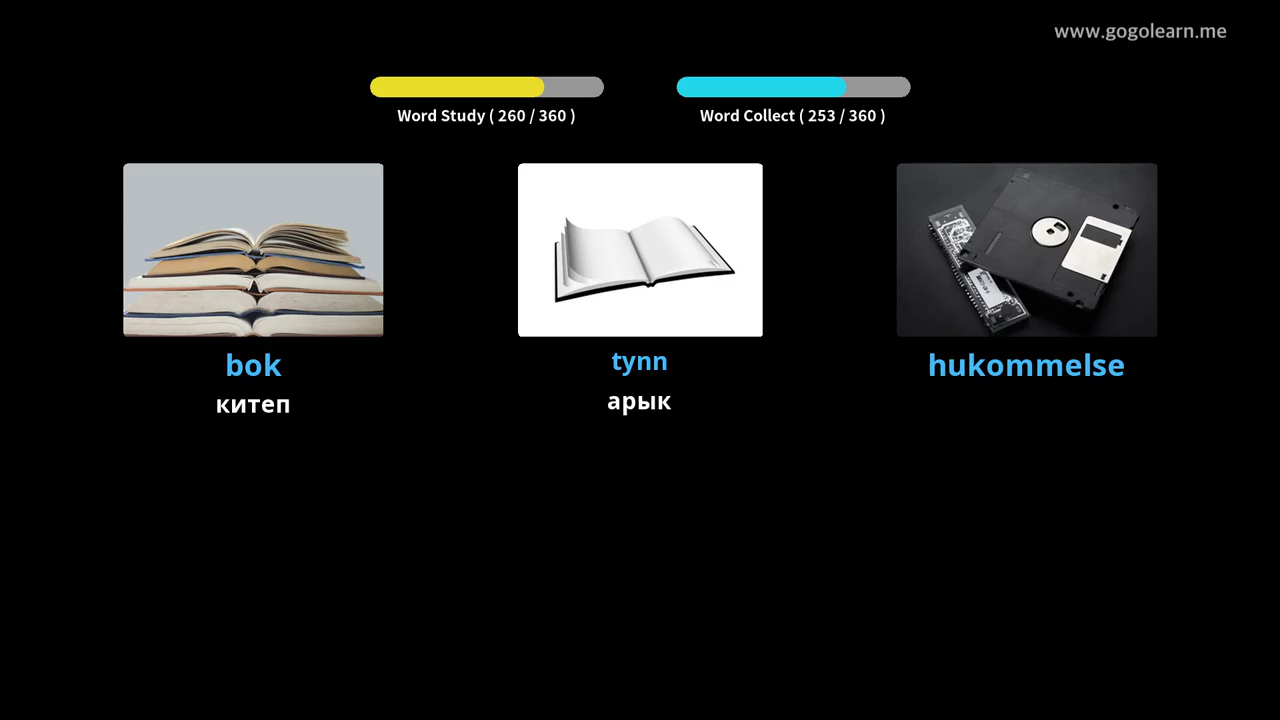 www.gogolearn.me
Word Study ( 260 / 360 )
Word Collect ( 253 / 360 )
bok
китеп
tynn
арык
hukommelse